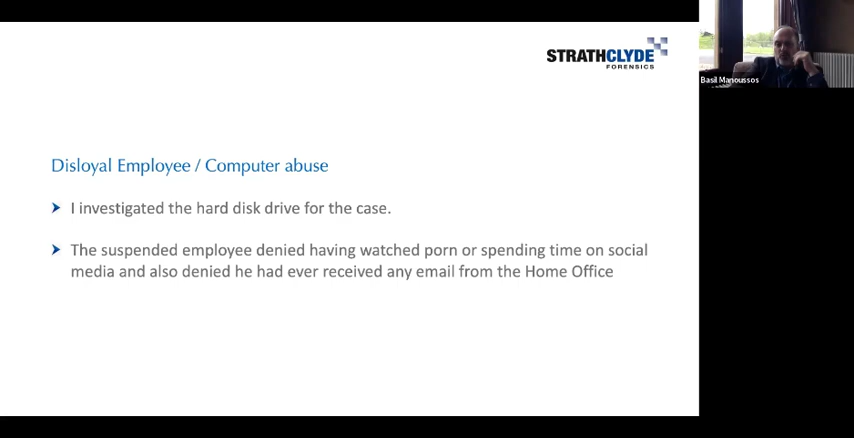 STRATHCLYDE
FORENSICS
Basil Manoussos
Disloyal Employee / Computer abuse
I investigated the hard disk drive for the case.
The suspended employee denied having watched porn or spending time on social
media and also denied he had ever received any email from the Home Office